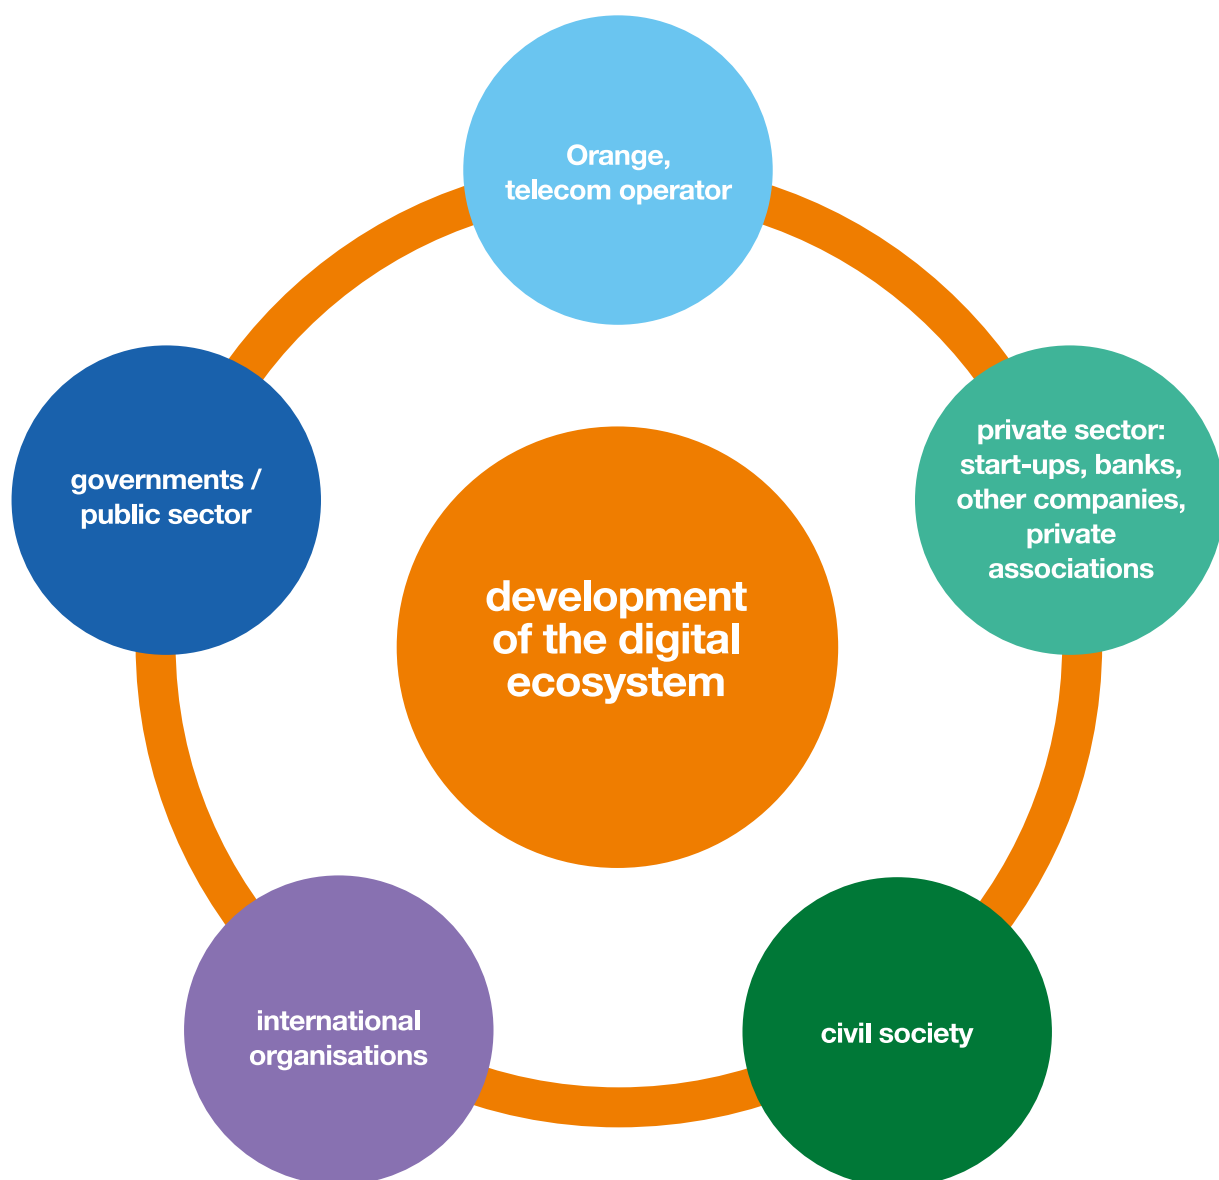 Orange,
telecom operator
private sector:
start-ups, banks,
other companies,
private
associations
governments /
public sector
development
of the digital
ecosystem
international
organisations
civil society